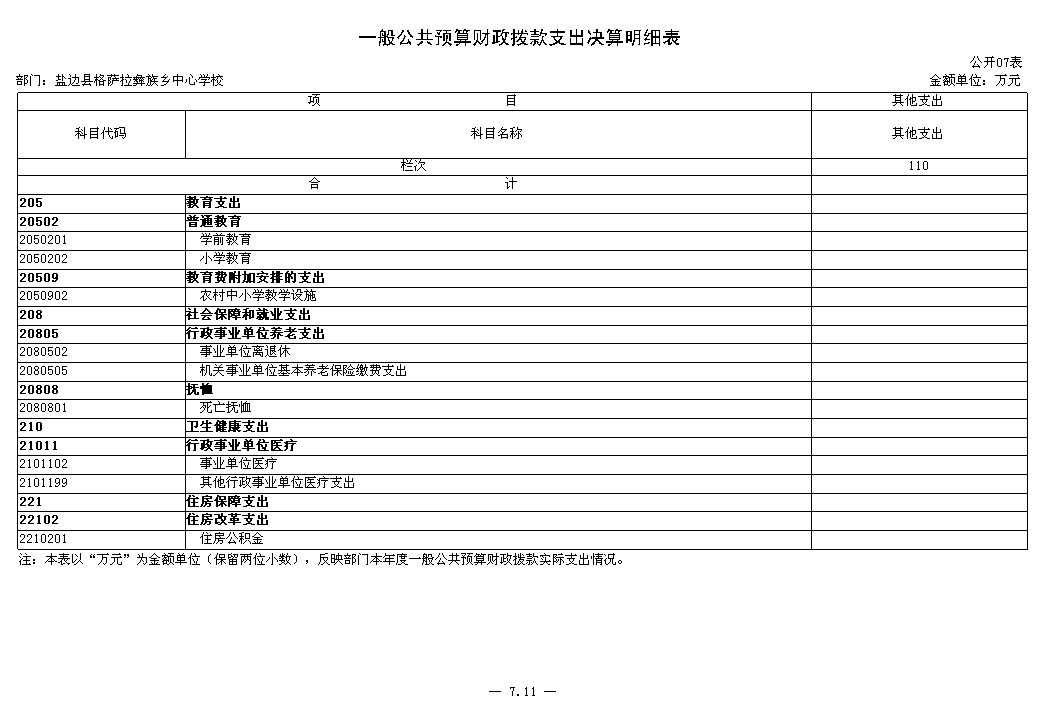 一般公共预算财政拨款支出决算明细表
公开07表
部门：盐边县格萨拉彝族乡中心学校 金额单位：万元
项 目 其他支出
科目代码 科目名称 其他支出
栏次 110
合 计
205 教育支出
20502 普通教育
2050201 学前教育
2050202 小学教育
20509 教育费附加安排的支出
2050902 农村中小学教学设施
208 社会保障和就业支出
20805 行政事业单位养老支出
2080502 事业单位离退休
2080505 机关事业单位基本养老保险缴费支出
20808 抚恤
2080801 死亡抚恤
210 卫生健康支出
21011 行政事业单位医疗
2101102 事业单位医疗
2101199 其他行政事业单位医疗支出
221 住房保障支出
22102 住房改革支出
2210201 住房公积金
注：本表以“万元”为金额单位（保留两位小数），反映部门本年度一般公共预算财政拨款实际支出情况。
— 7.11 —